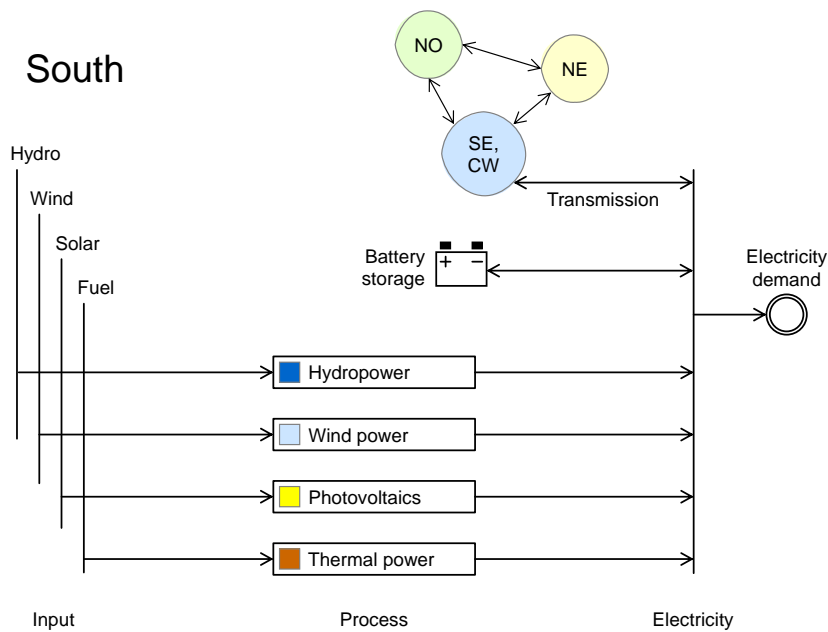 South
NO
NE
SE,
CW
Hydro
Wind
Solar
Fuel
Transmission
Battery
storage
+ −
Electricity
demand
Hydropower
Wind power
Photovoltaics
Thermal power
Input
Process
Electricity